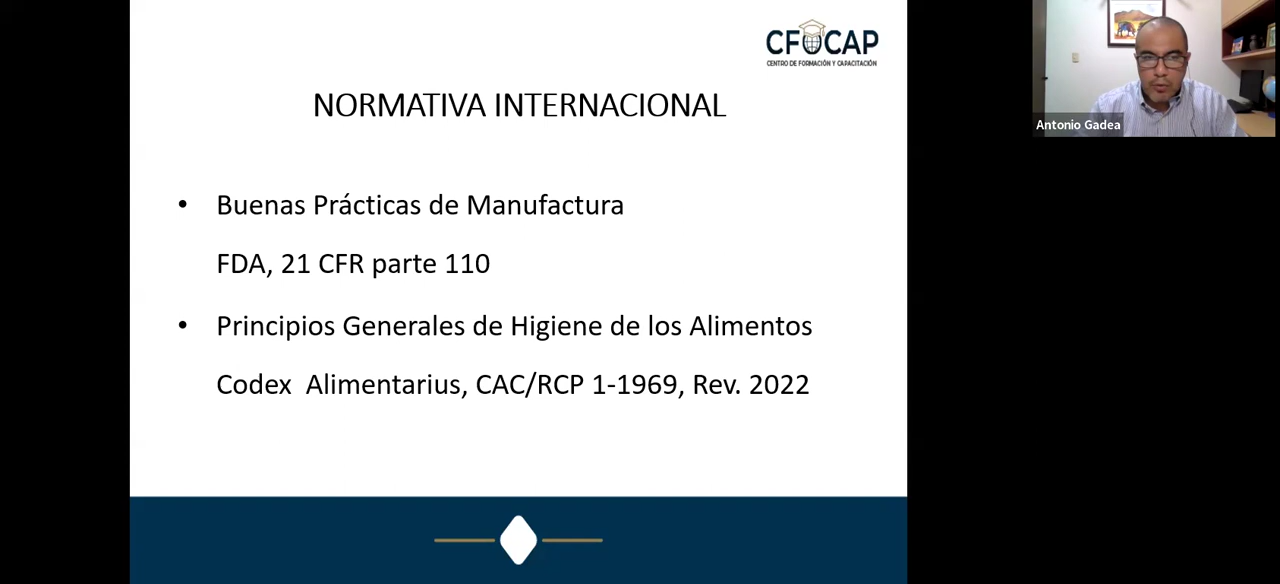 CFOCAP
CENTRO DE FORMACIÓN Y CAPACITACIÓN
NORMATIVA INTERNACIONAL
• Buenas Prácticas de Manufactura
FDA, 21 CFR parte 110
• Principios Generales de Higiene de los Alimentos
Codex Alimentarius, CAC/RCP 1-1969, Rev. 2022
Antonio Gadea